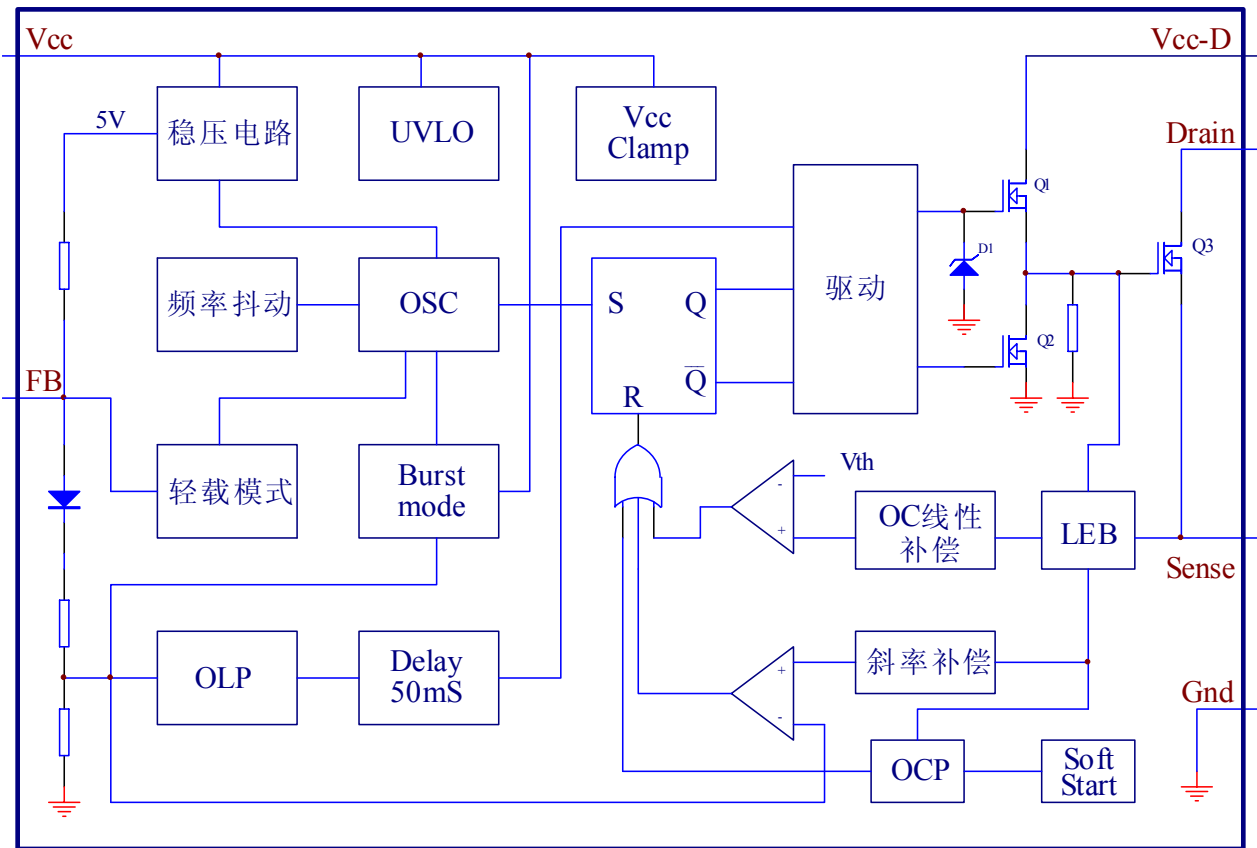 Vcc
Vcc-D
5V
稳压电路
UVLO
Vcc
Clamp
Drain
Q1
D1
Q3
频率抖动
OSC
S
Q
驱动
Q2
Q̅
FB
R
轻载模式
Burst
mode
Vth
-
+
OC线性
补偿
LEB
Sense
OLP
Delay
50mS
+
-
斜率补偿
Gnd
OCP
Soft
Start